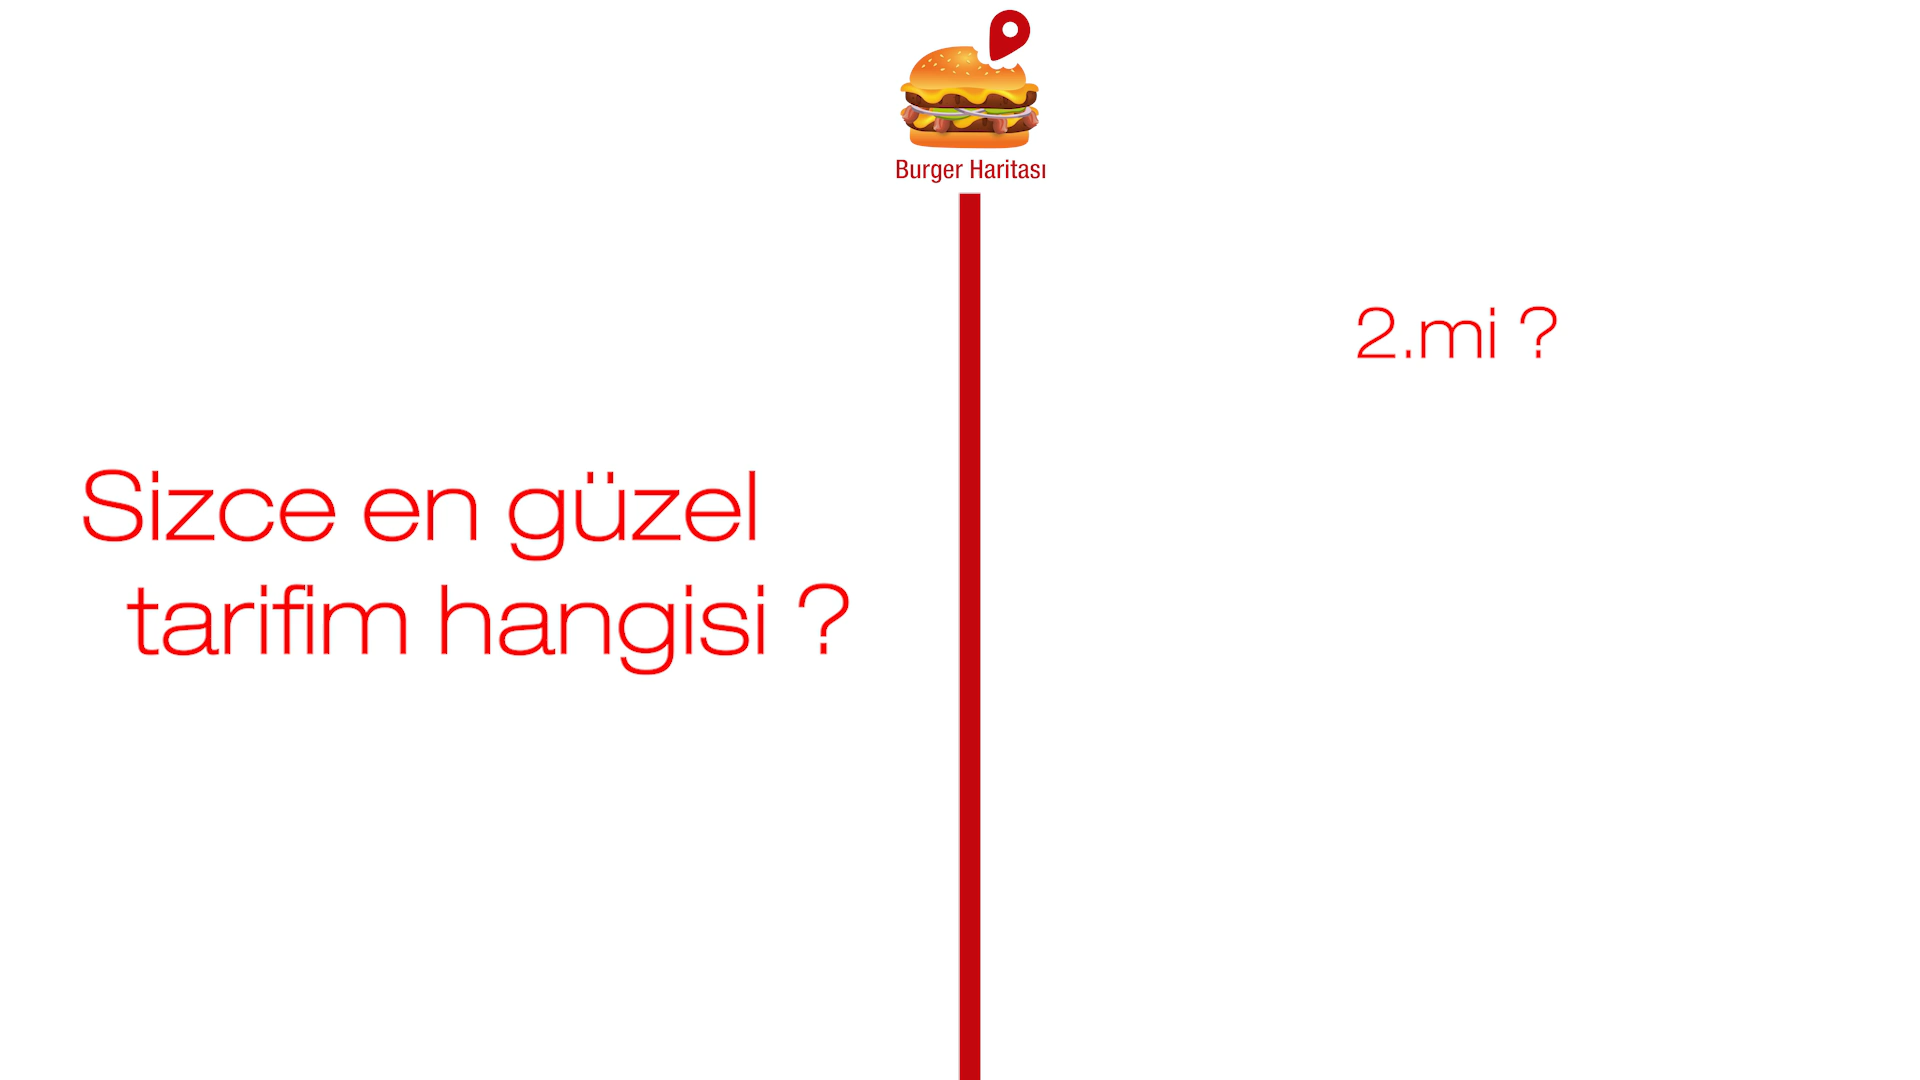 Burger Haritası
Sizce en güzel
tarifim hangisi ?
2.mi ?